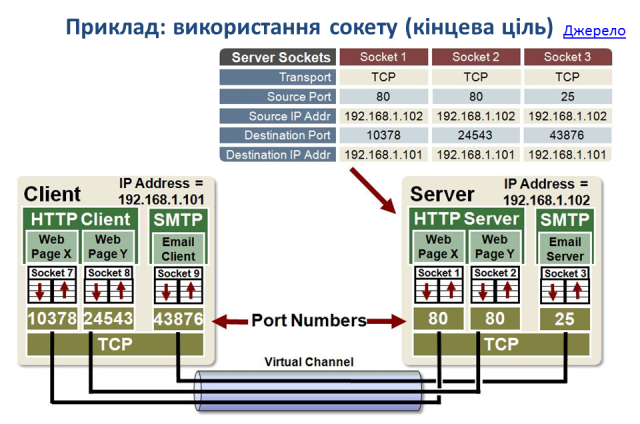 Приклад: використання сокету (кінцева ціль) Джерело
Server Sockets Socket 1 Socket 2 Socket 3
Transport TCP TCP TCP
Source Port 80 80 25
Source IP Addr 192.168.1.102 192.168.1.102 192.168.1.102
Destination Port 10378 24543 43876
Destination IP Addr 192.168.1.101 192.168.1.101 192.168.1.101
Client
IP Address =
192.168.1.101
HTTP Client
SMTP
Web
Page X
Web
Page Y
Email
Client
Socket 7
Socket 8
Socket 9
10378
24543
43876
TCP
Port Numbers
Server
IP Address =
192.168.1.102
HTTP Server
SMTP
Web
Page X
Web
Page Y
Email
Server
Socket 1
Socket 2
Socket 3
80
80
25
TCP
Virtual Channel